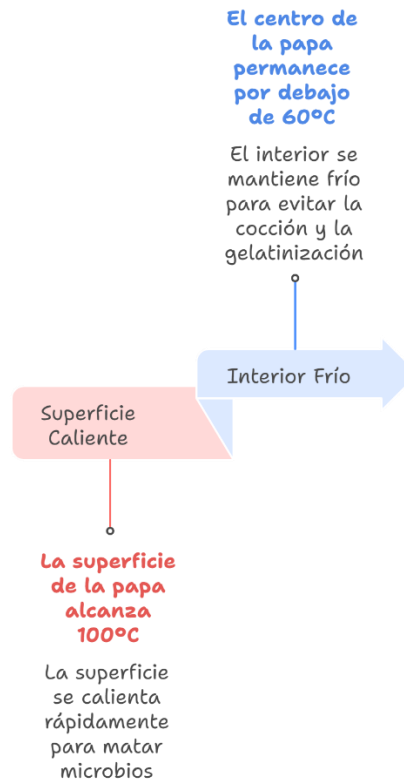 El centro de
la papa
permanece
por debajo
de 60ºC
El interior se
mantiene frío
para evitar la
cocción y la
gelatinización
Interior Frío
Superficie
Caliente
La superficie
de la papa
alcanza
100ºC
La superficie
se calienta
rápidamente
para matar
microbios